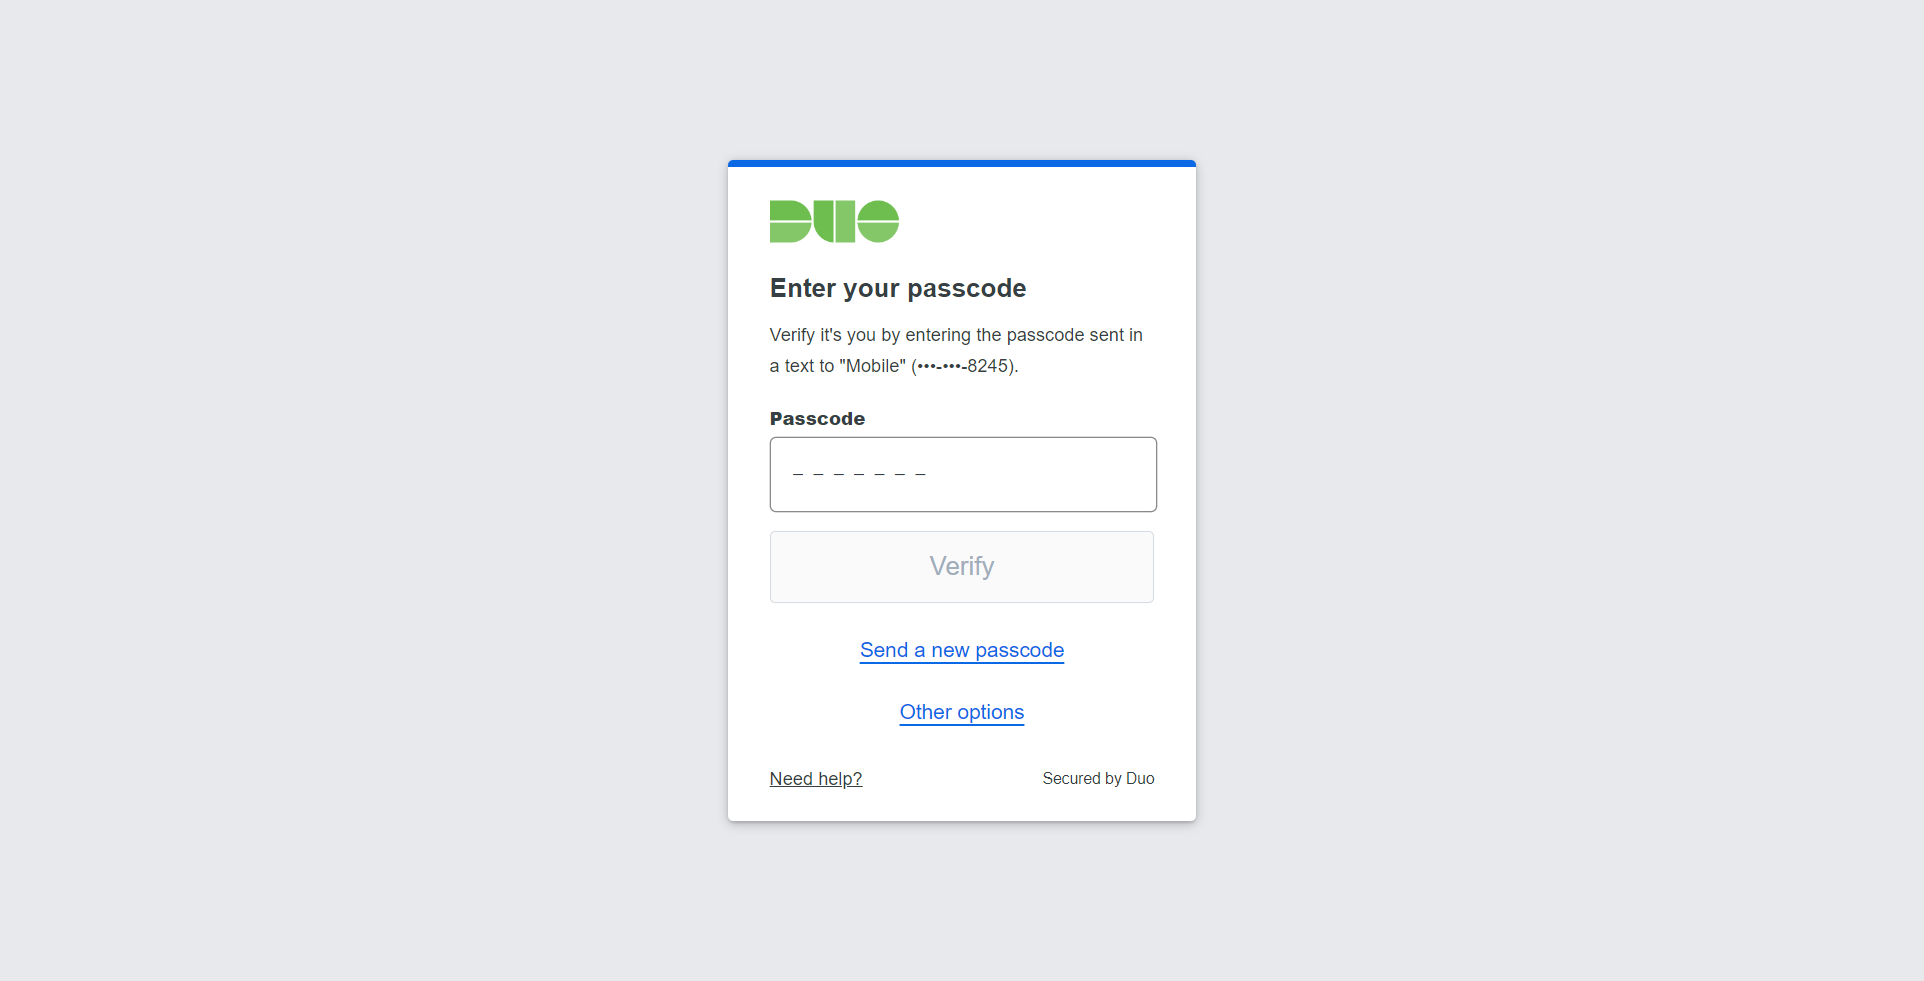 DUO
Enter your passcode
Verify it's you by entering the passcode sent in
a text to "Mobile" (•••-•••-8245).
Passcode
_ _ _ _ _ _ _
Verify
Send a new passcode
Other options
Need help?
Secured by Duo